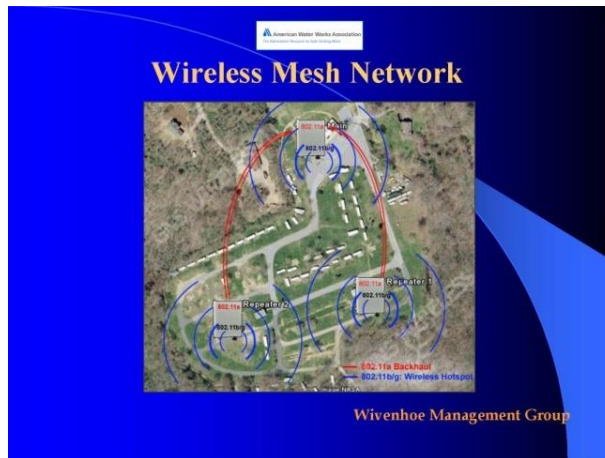 American Water Works Association
Wireless Mesh Network
802.11a Main
802.11b/g
Repeater 1
802.11a
802.11b/g
Repeater 2
802.11a
802.11b/g
802.11a Backhaul
802.11b/g: Wireless Hotspot
Wivenhoe Management Group